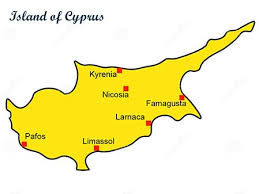 Island of Cyprus
Kyrenia
Nicosia
Famagusta
Larnaca
Pafos
Limassol